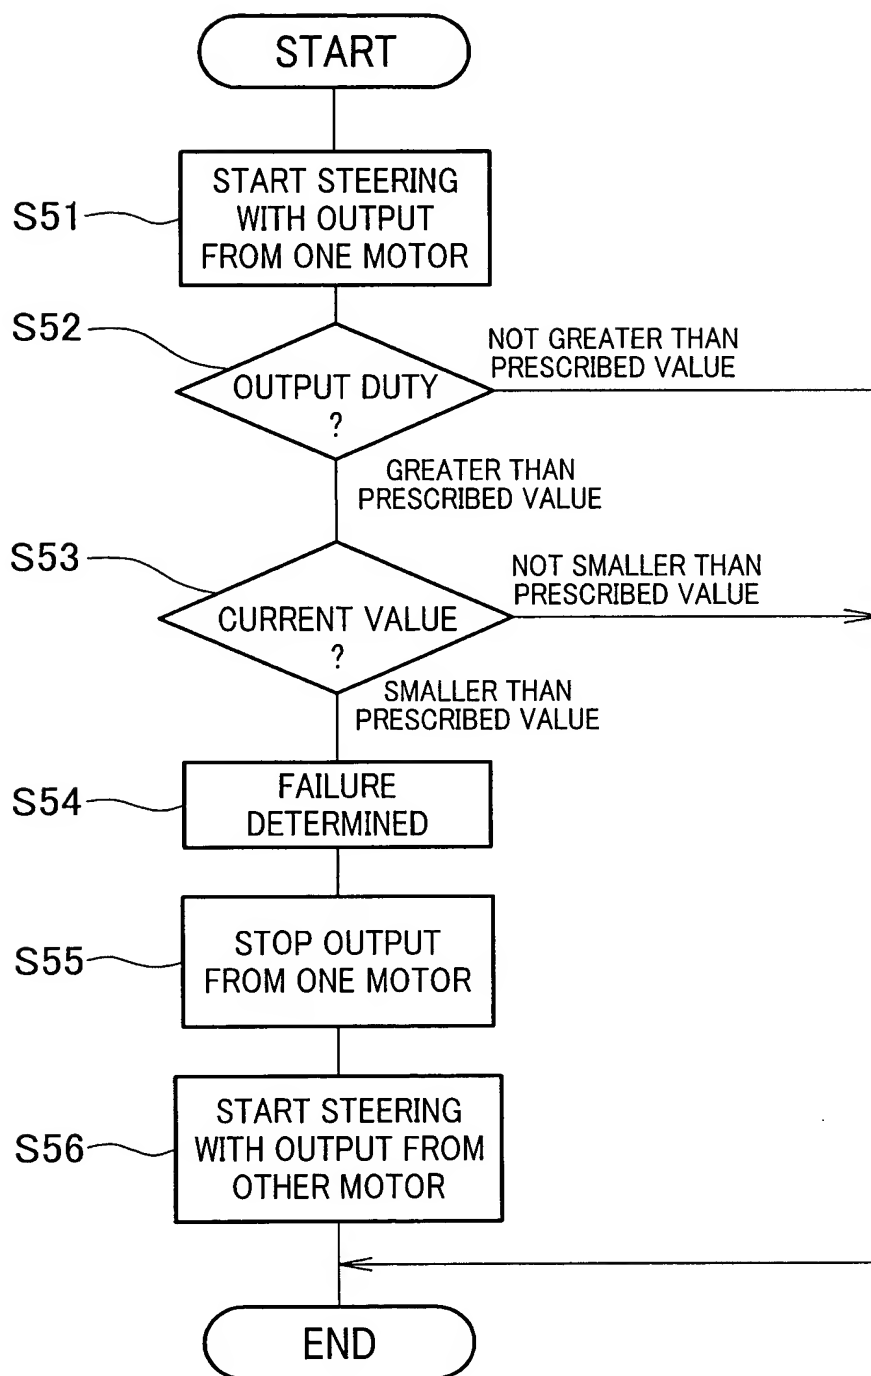 START
S51
START STEERING
WITH OUTPUT
FROM ONE MOTOR
S52
OUTPUT DUTY
?
NOT GREATER THAN
PRESCRIBED VALUE
GREATER THAN
PRESCRIBED VALUE
S53
CURRENT VALUE
?
NOT SMALLER THAN
PRESCRIBED VALUE
SMALLER THAN
PRESCRIBED VALUE
S54
FAILURE
DETERMINED
S55
STOP OUTPUT
FROM ONE MOTOR
S56
START STEERING
WITH OUTPUT FROM
OTHER MOTOR
END